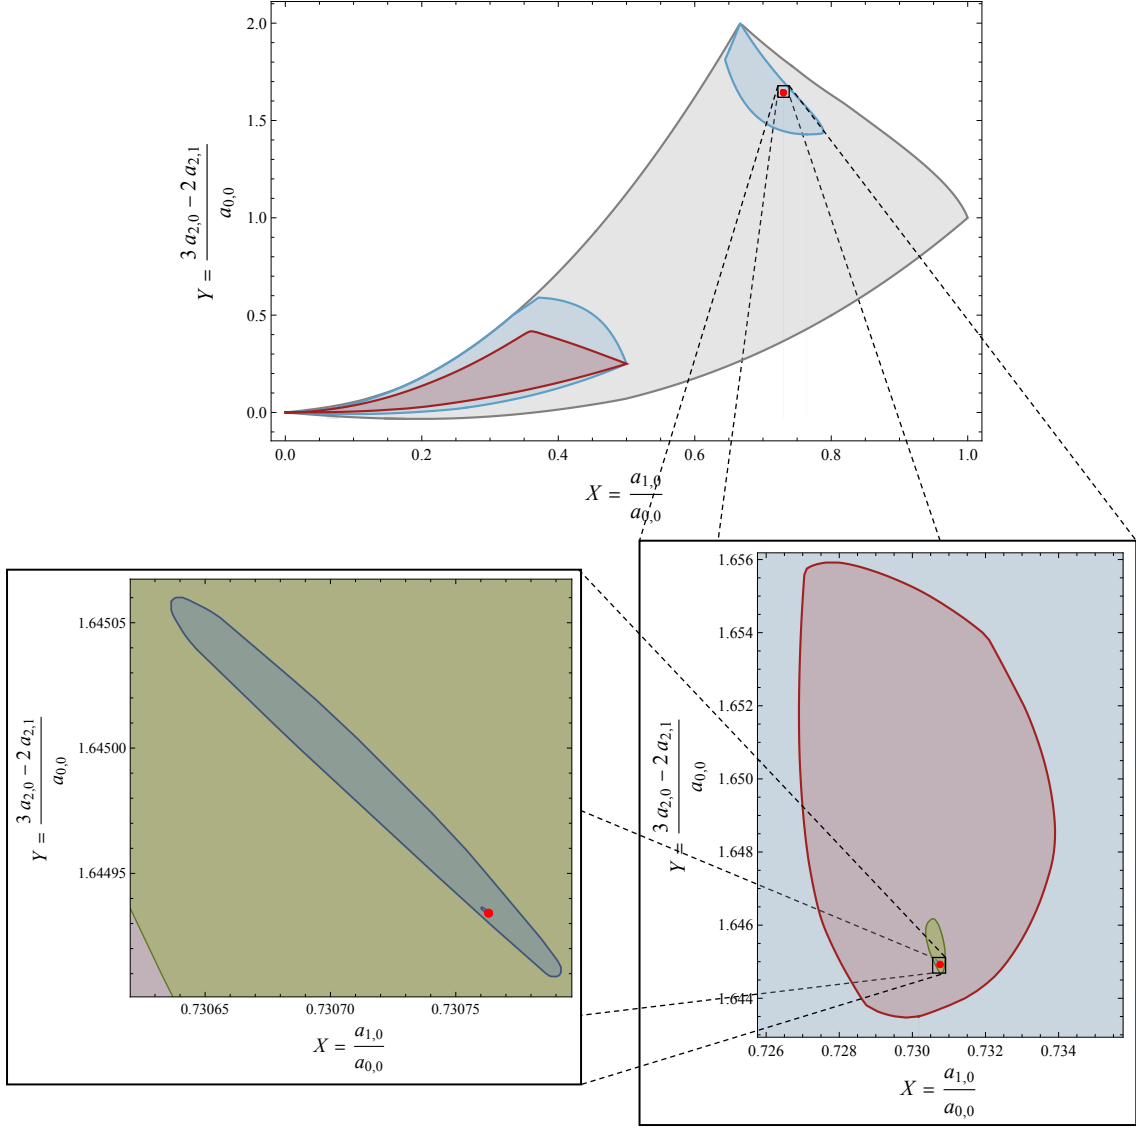 2.0
1.5
1.0
0.5
0.0
Y = (3 a_{2,0} − 2 a_{2,1}) / a_{0,0}
0.0 0.2 0.4 0.6 0.8 1.0
X = a_{1,0} / a_{0,0}
1.64505
1.64500
1.64495
Y = (3 a_{2,0} − 2 a_{2,1}) / a_{0,0}
0.73065 0.73070 0.73075
X = a_{1,0} / a_{0,0}
1.656
1.654
1.652
1.650
1.648
1.646
1.644
Y = (3 a_{2,0} − 2 a_{2,1}) / a_{0,0}
0.726 0.728 0.730 0.732 0.734
X = a_{1,0} / a_{0,0}